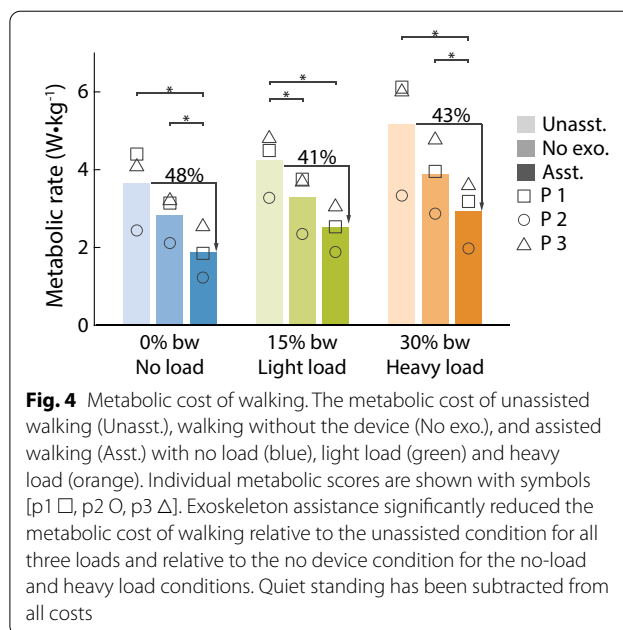 Metabolic rate (W•kg⁻¹)
6
4
2
0
*
*
48%
*
*
41%
*
*
43%
Unasst.
No exo.
Asst.
□ P 1
○ P 2
△ P 3
0% bw
No load
15% bw
Light load
30% bw
Heavy load
Fig. 4 Metabolic cost of walking. The metabolic cost of unassisted
walking (Unasst.), walking without the device (No exo.), and assisted
walking (Asst.) with no load (blue), light load (green) and heavy
load (orange). Individual metabolic scores are shown with symbols
[p1 □, p2 O, p3 △]. Exoskeleton assistance significantly reduced the
metabolic cost of walking relative to the unassisted condition for all
three loads and relative to the no device condition for the no-load
and heavy load conditions. Quiet standing has been subtracted from
all costs